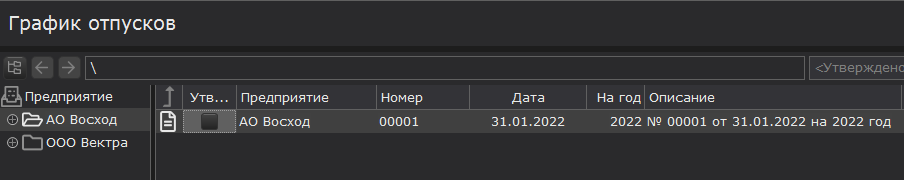 График отпусков
\
<Утверждено
Предприятие
Утв... Предприятие Номер Дата На год Описание
АО Восход
АО Восход 00001 31.01.2022 2022 № 00001 от 31.01.2022 на 2022 год
ООО Вектра